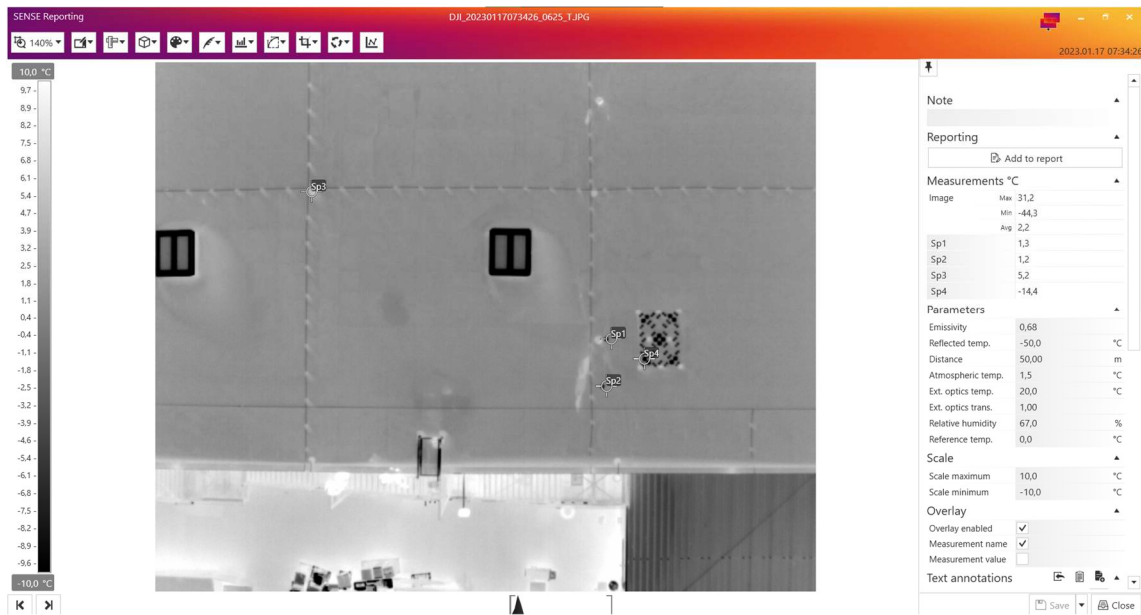 SENSE Reporting
DJI_20230117073426_0625_T.JPG
140%
2023.01.17 07:34:26
10,0 °C
9.7
8.9
8.2
7.5
6.8
6.1
5.4
4.7
3.9
3.2
2.5
1.8
1.1
0.4
-0.4
-1.1
-1.8
-2.5
-3.2
-3.9
-4.6
-5.4
-6.1
-6.8
-7.5
-8.2
-8.9
-9.6
-10,0 °C
Sp3
Sp1
Sp4
Sp2
Note
Reporting
Add to report
Measurements °C
Image Max 31,2
Min -44,3
Avg 2,2
Sp1 1,3
Sp2 1,2
Sp3 5,2
Sp4 -14,4
Parameters
Emissivity 0,68
Reflected temp. -50,0 °C
Distance 50,00 m
Atmospheric temp. 1,5 °C
Ext. optics temp. 20,0 °C
Ext. optics trans. 1,00
Relative humidity 67,0 %
Reference temp. 0,0 °C
Scale
Scale maximum 10,0 °C
Scale minimum -10,0 °C
Overlay
Overlay enabled
Measurement name
Measurement value
Text annotations
Save
Close